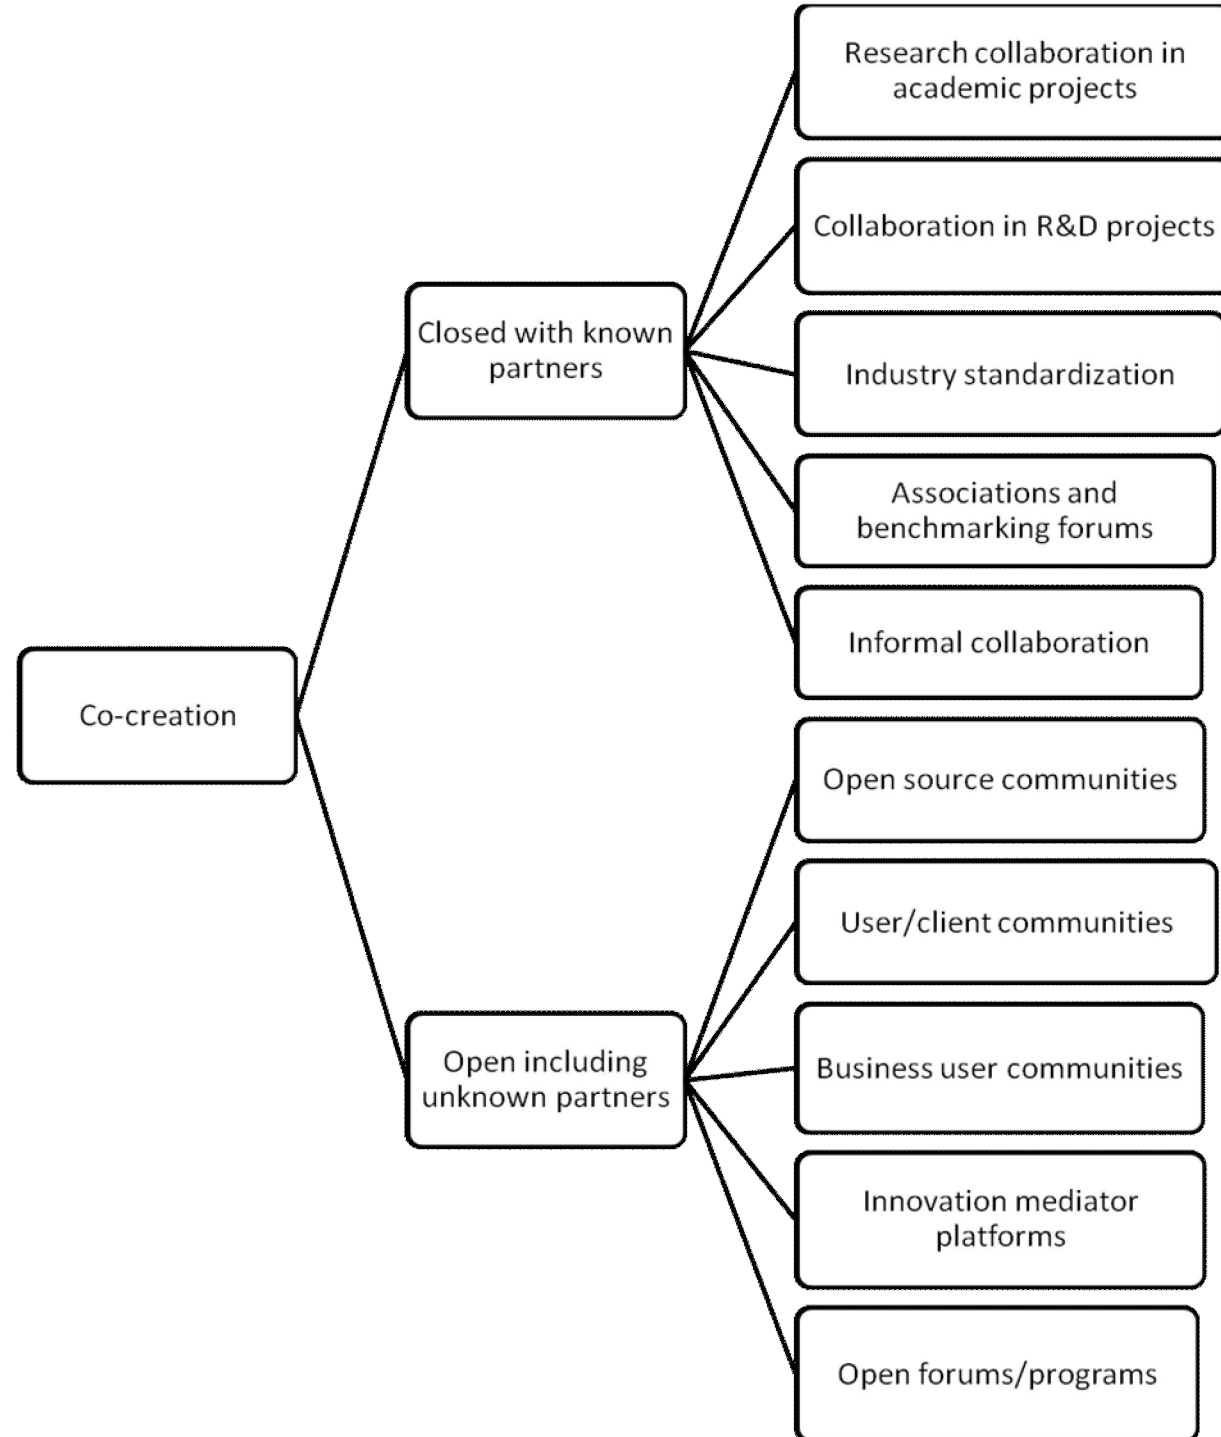 Research collaboration in
academic projects
Collaboration in R&D projects
Closed with known
partners
Industry standardization
Associations and
benchmarking forums
Informal collaboration
Co-creation
Open source communities
User/client communities
Open including
unknown partners
Business user communities
Innovation mediator
platforms
Open forums/programs